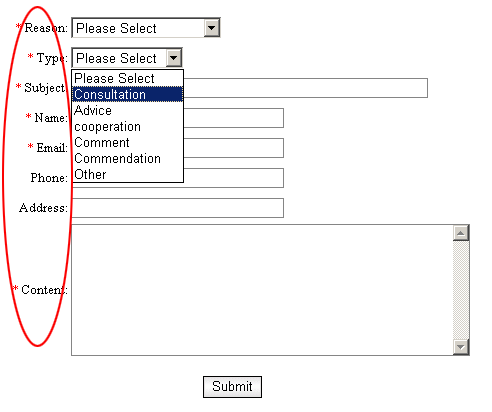 * Reason: Please Select
* Type: Please Select
Please Select
* Subject:
Consultation
Advice
* Name:
cooperation
* Email:
Comment
Commendation
Phone:
Other
Address:
* Content:
Submit